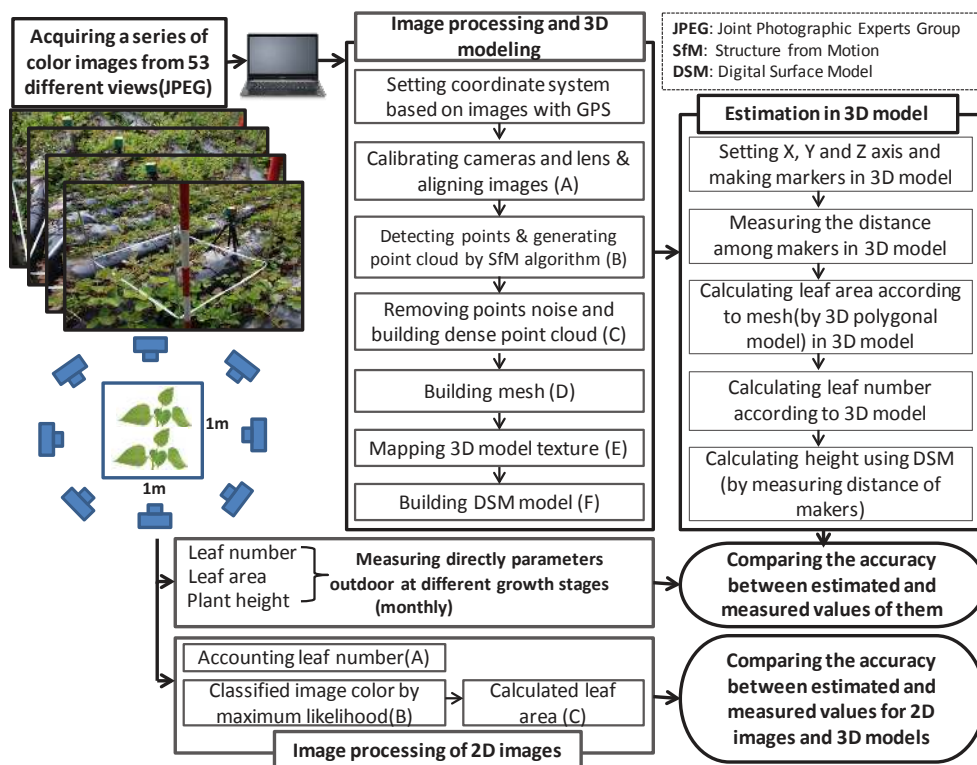 Acquiring a series of
color images from 53
different views(JPEG)
Image processing and 3D
modeling
Setting coordinate system
based on images with GPS
Calibrating cameras and lens &
aligning images (A)
Detecting points & generating
point cloud by SfM algorithm (B)
Removing points noise and
building dense point cloud (C)
Building mesh (D)
Mapping 3D model texture (E)
Building DSM model (F)
JPEG: Joint Photographic Experts Group
SfM: Structure from Motion
DSM: Digital Surface Model
Estimation in 3D model
Setting X, Y and Z axis and
making markers in 3D model
Measuring the distance
among makers in 3D model
Calculating leaf area according
to mesh(by 3D polygonal
model) in 3D model
Calculating leaf number
according to 3D model
Calculating height using DSM
(by measuring distance of
makers)
1m
1m
Leaf number
Leaf area
Plant height
Measuring directly parameters
outdoor at different growth stages
(monthly)
Comparing the accuracy
between estimated and
measured values of them
Accounting leaf number(A)
Classified image color by
maximum likelihood(B)
Calculated leaf
area (C)
Image processing of 2D images
Comparing the accuracy
between estimated and
measured values for 2D
images and 3D models